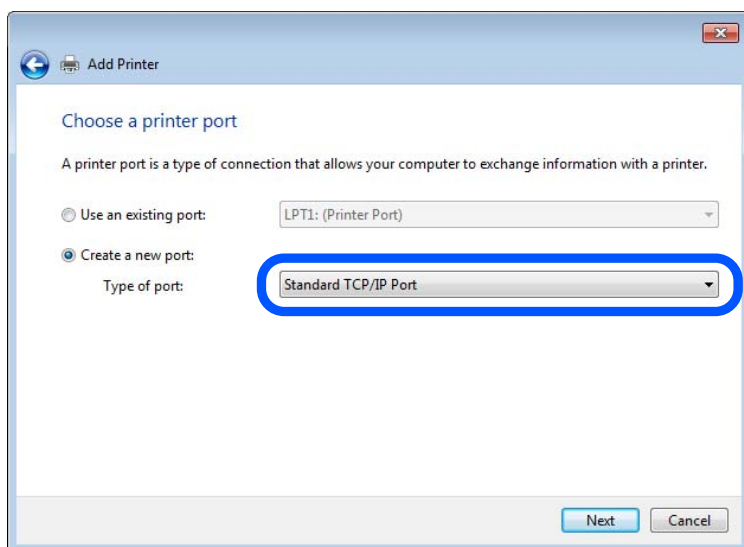 Add Printer
Choose a printer port
A printer port is a type of connection that allows your computer to exchange information with a printer.
Use an existing port: LPT1: (Printer Port)
Create a new port:
Type of port: Standard TCP/IP Port
Next Cancel